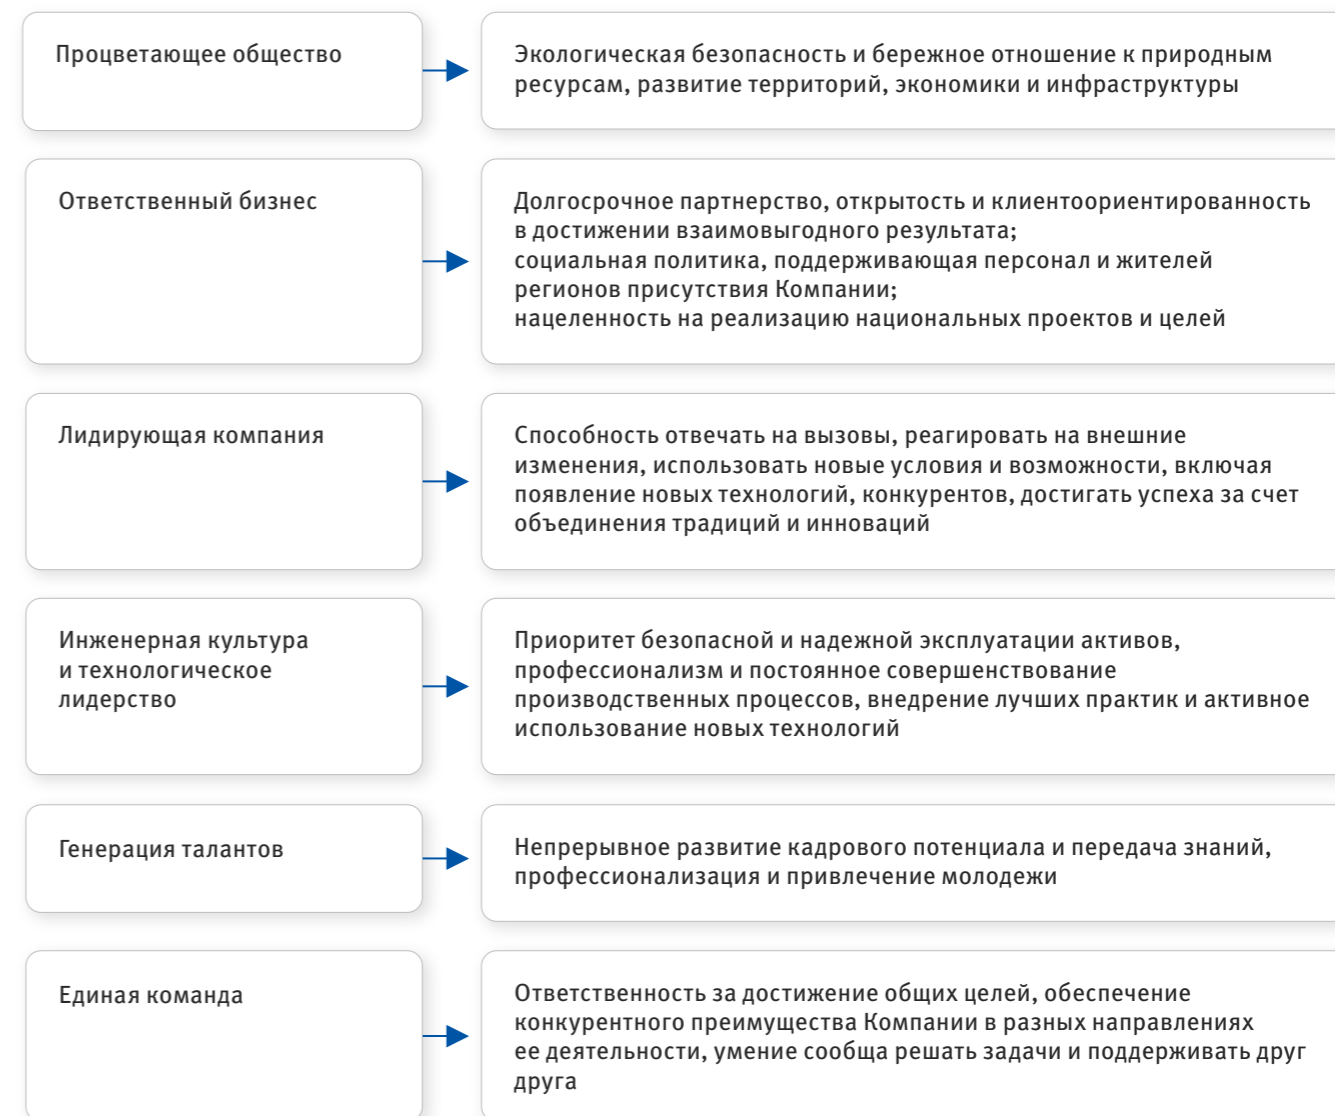 Процветающее общество
Экологическая безопасность и бережное отношение к природным
ресурсам, развитие территорий, экономики и инфраструктуры
Ответственный бизнес
Долгосрочное партнерство, открытость и клиентоориентированность
в достижении взаимовыгодного результата;
социальная политика, поддерживающая персонал и жителей
регионов присутствия Компании;
нацеленность на реализацию национальных проектов и целей
Лидирующая компания
Способность отвечать на вызовы, реагировать на внешние
изменения, использовать новые условия и возможности, включая
появление новых технологий, конкурентов, достигать успеха за счет
объединения традиций и инноваций
Инженерная культура
и технологическое
лидерство
Приоритет безопасной и надежной эксплуатации активов,
профессионализм и постоянное совершенствование
производственных процессов, внедрение лучших практик и активное
использование новых технологий
Генерация талантов
Непрерывное развитие кадрового потенциала и передача знаний,
профессионализация и привлечение молодежи
Единая команда
Ответственность за достижение общих целей, обеспечение
конкурентного преимущества Компании в разных направлениях
ее деятельности, умение сообща решать задачи и поддерживать друг
друга